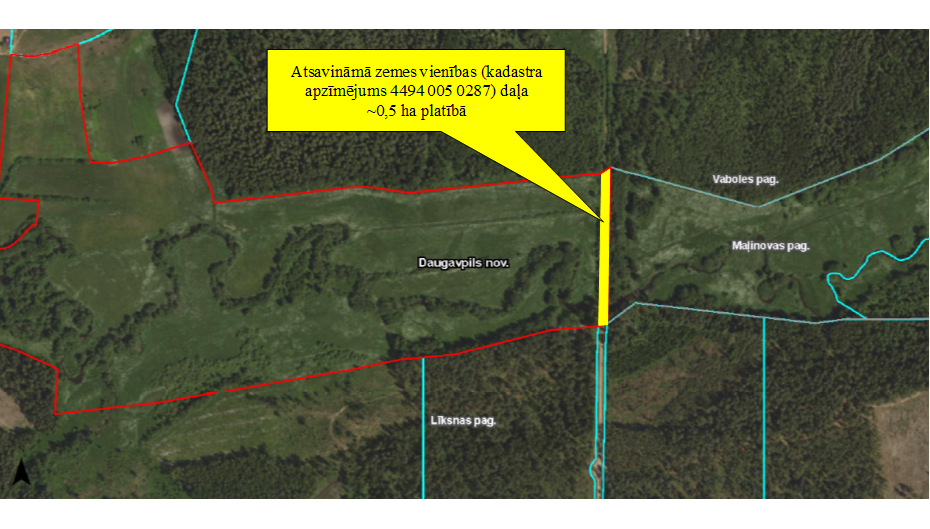 Atsavināmā zemes vienības (kadastra
apzīmējums 4494 005 0287) daļa
~0,5 ha platībā
Vaboles pag.
Maļinovas pag.
Daugavpils nov.
Līksnas pag.